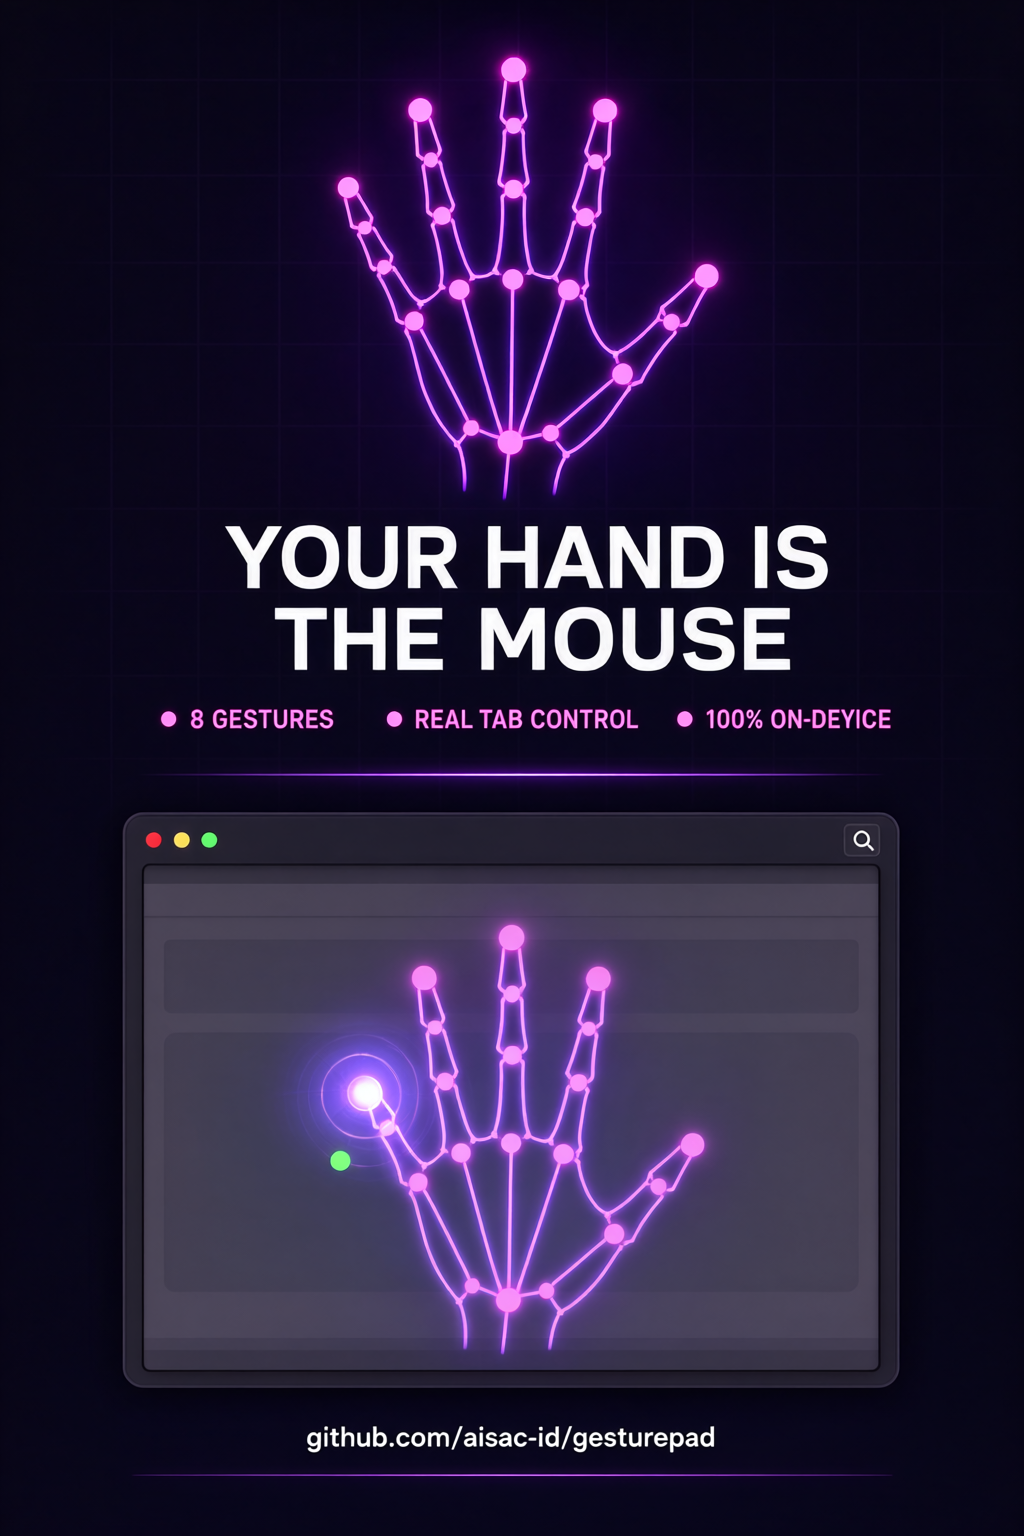 YOUR HAND IS
THE MOUSE
8 GESTURES
REAL TAB CONTROL
100% ON-DEYICE
github.com/aisac-id/gesturepad